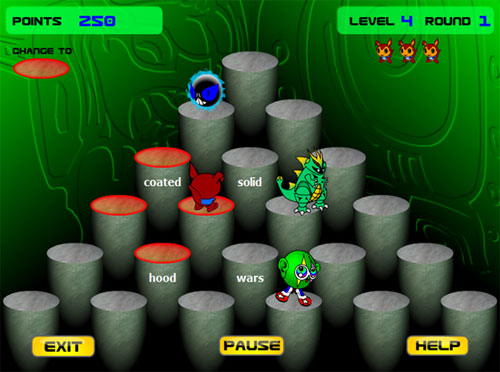 POINTS 250
LEVEL 4 ROUND 1
CHANGE TO
coated solid
hood wars
EXIT PAUSE HELP